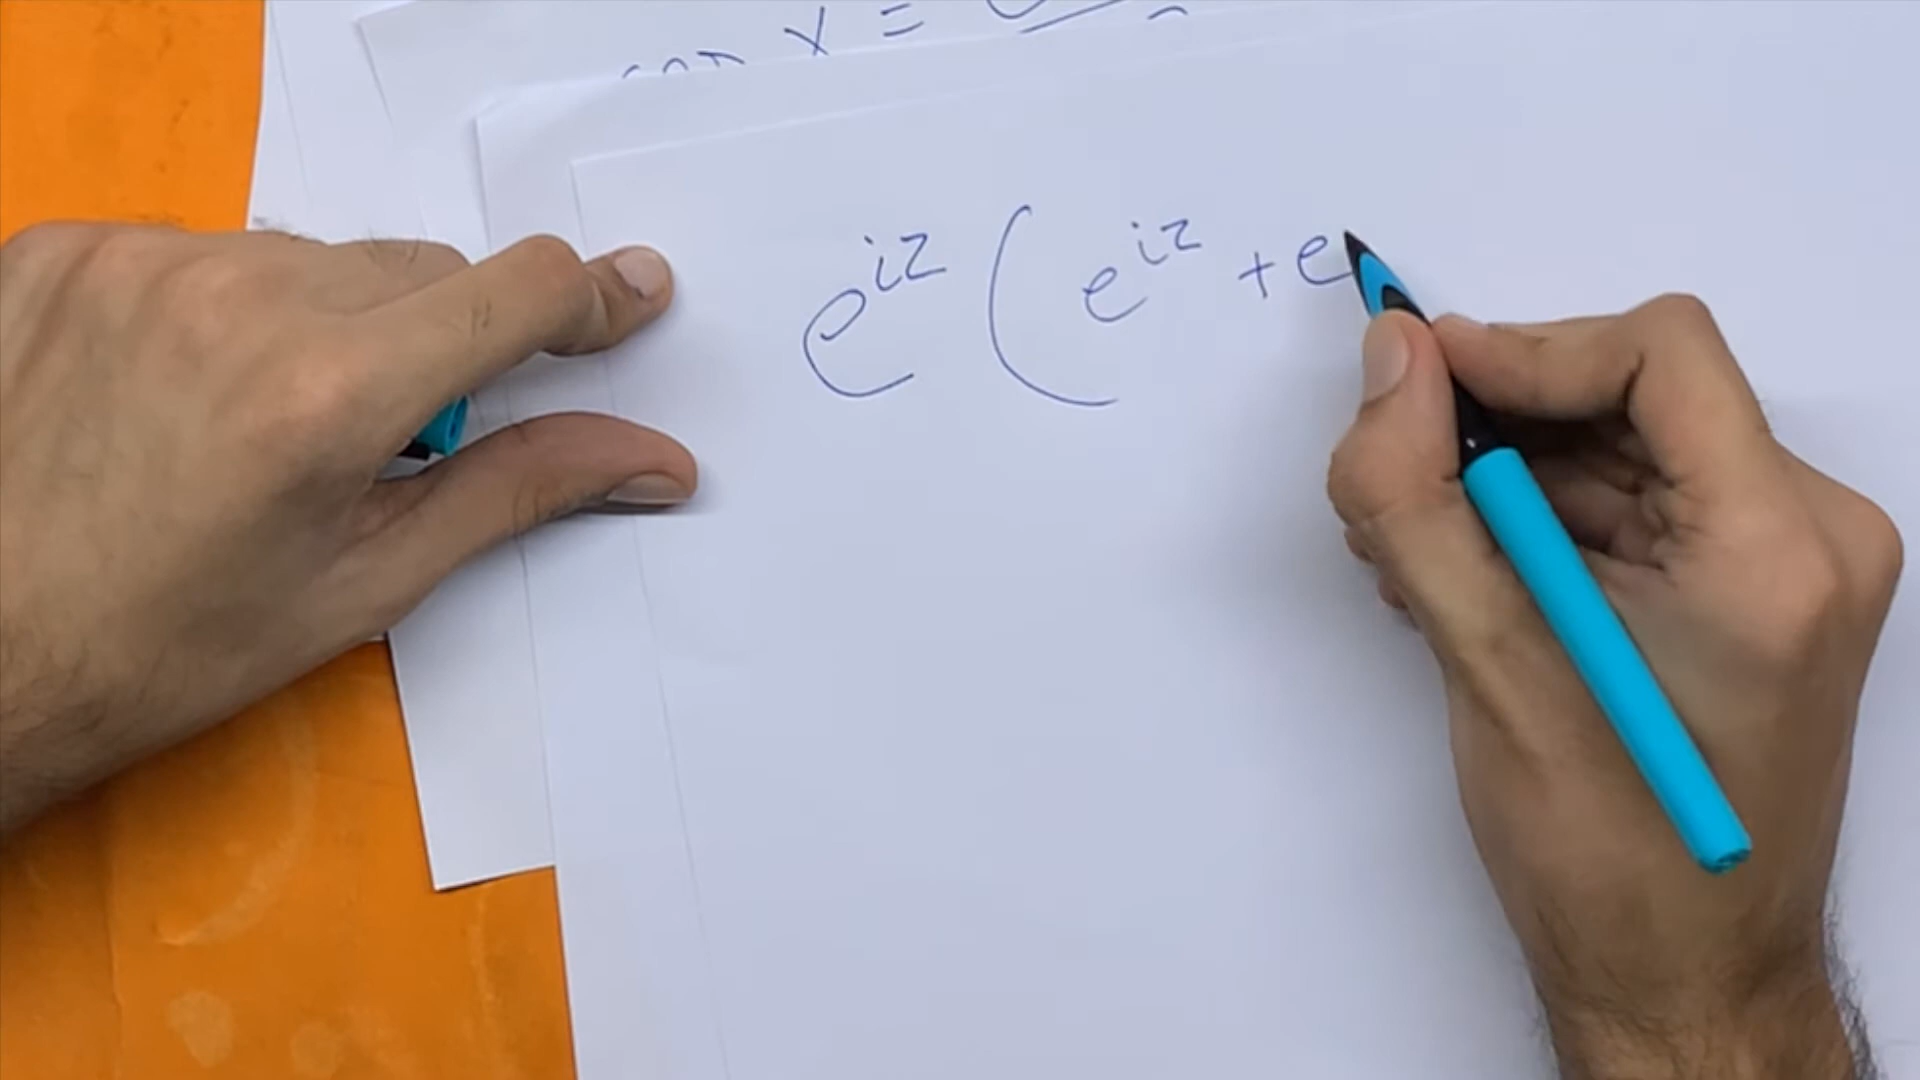 x =
e^{iz} ( e^{iz} + e